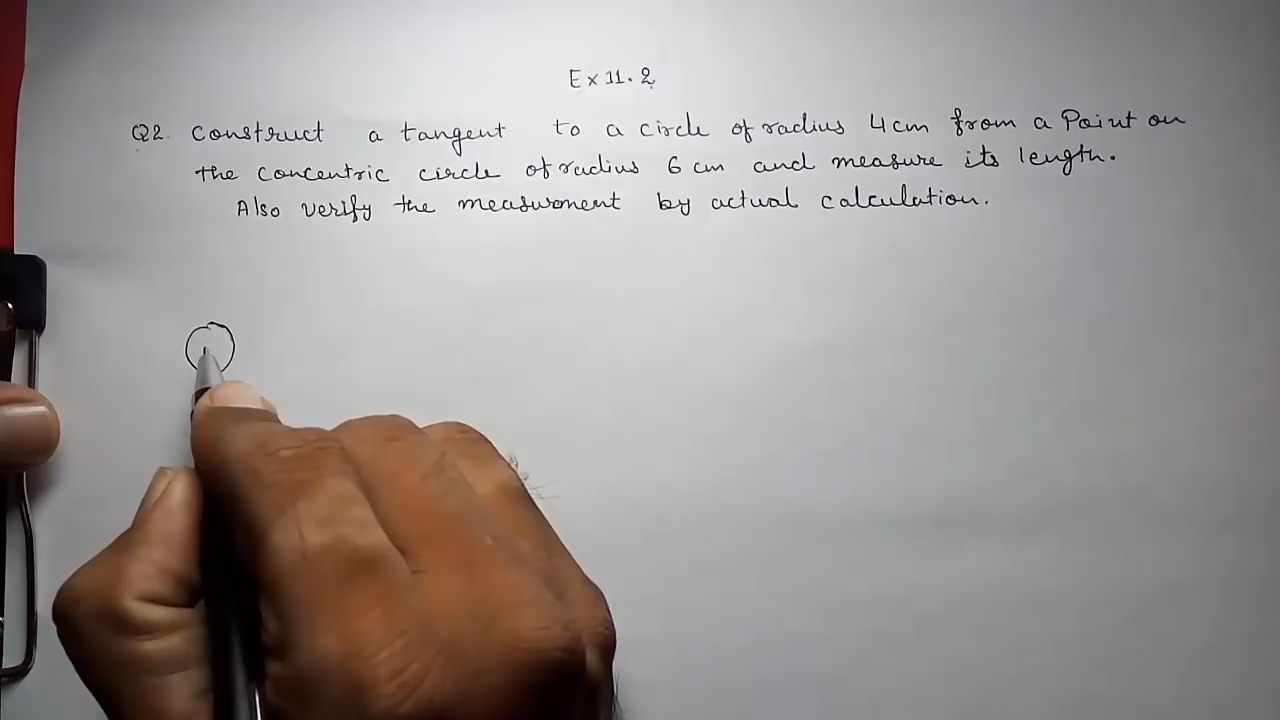 Ex 11.2
Q2. Construct a tangent to a circle of radius 4 cm from a Point on
the concentric circle of radius 6 cm and measure its length.
Also verify the measurment by actual calculation.